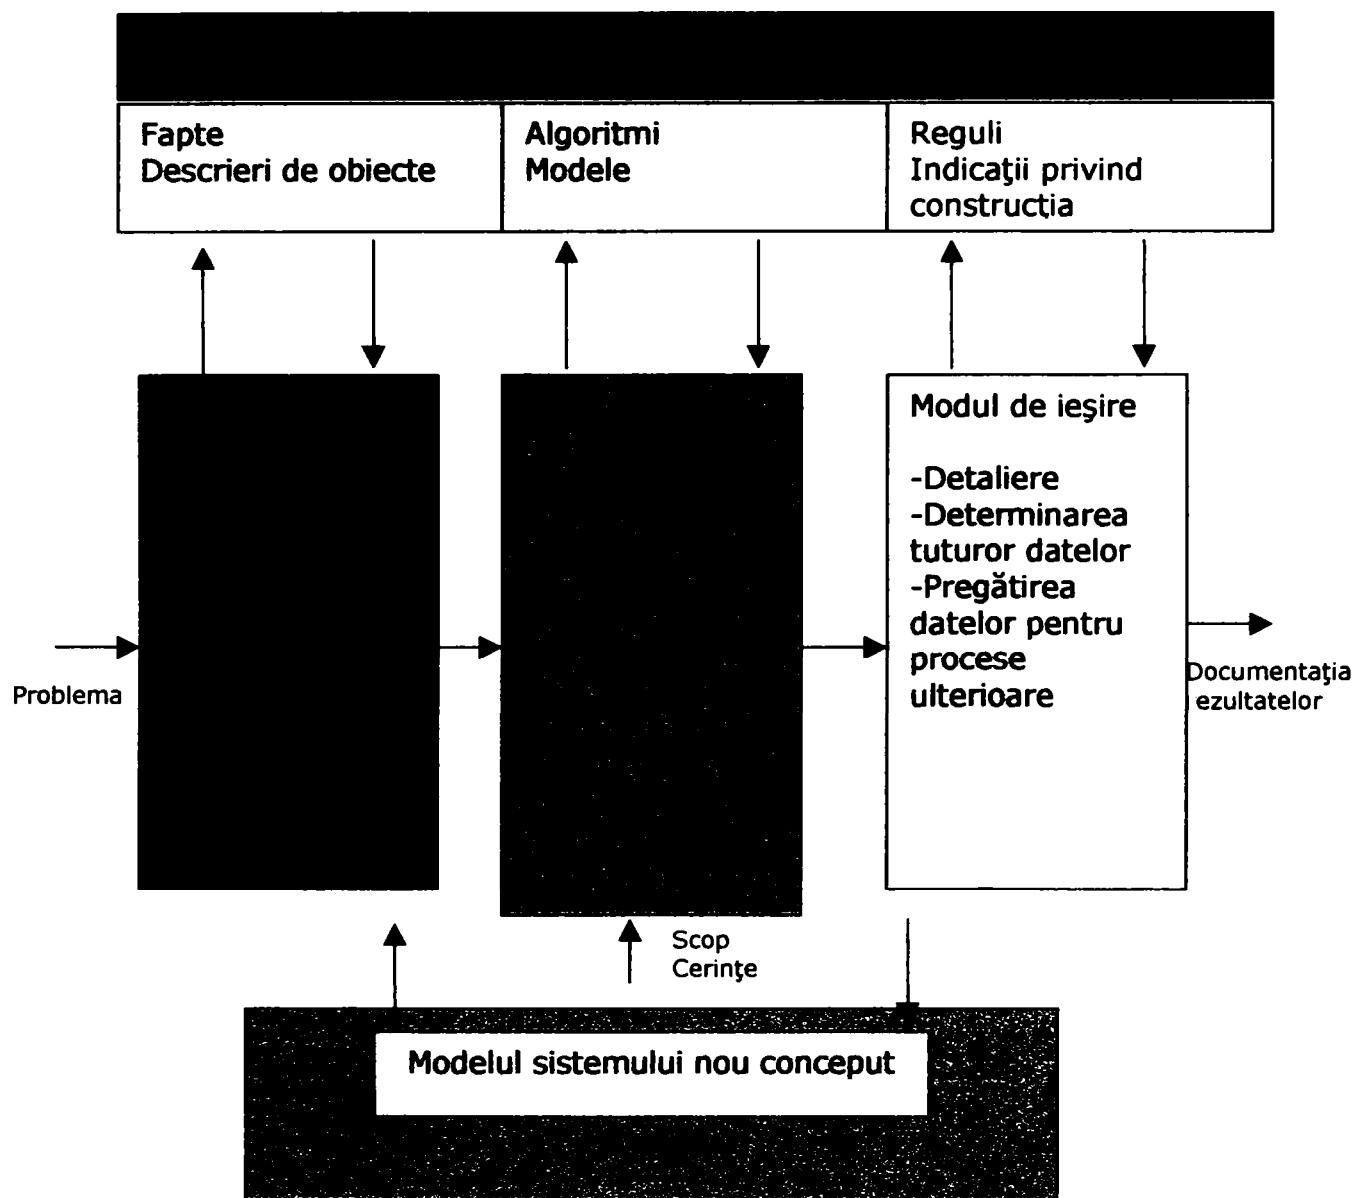 Fapte
Descrieri de obiecte
Algoritmi
Modele
Reguli
Indicaţii privind
constructia
Modul de ieşire
-Detaliere
-Determinarea
tuturor datelor
-Pregătirea
datelor pentru
procese
ulterioare
Problema
Documentaţia
ezultatelor
Scop
Cerinţe
Modelul sistemului nou conceput